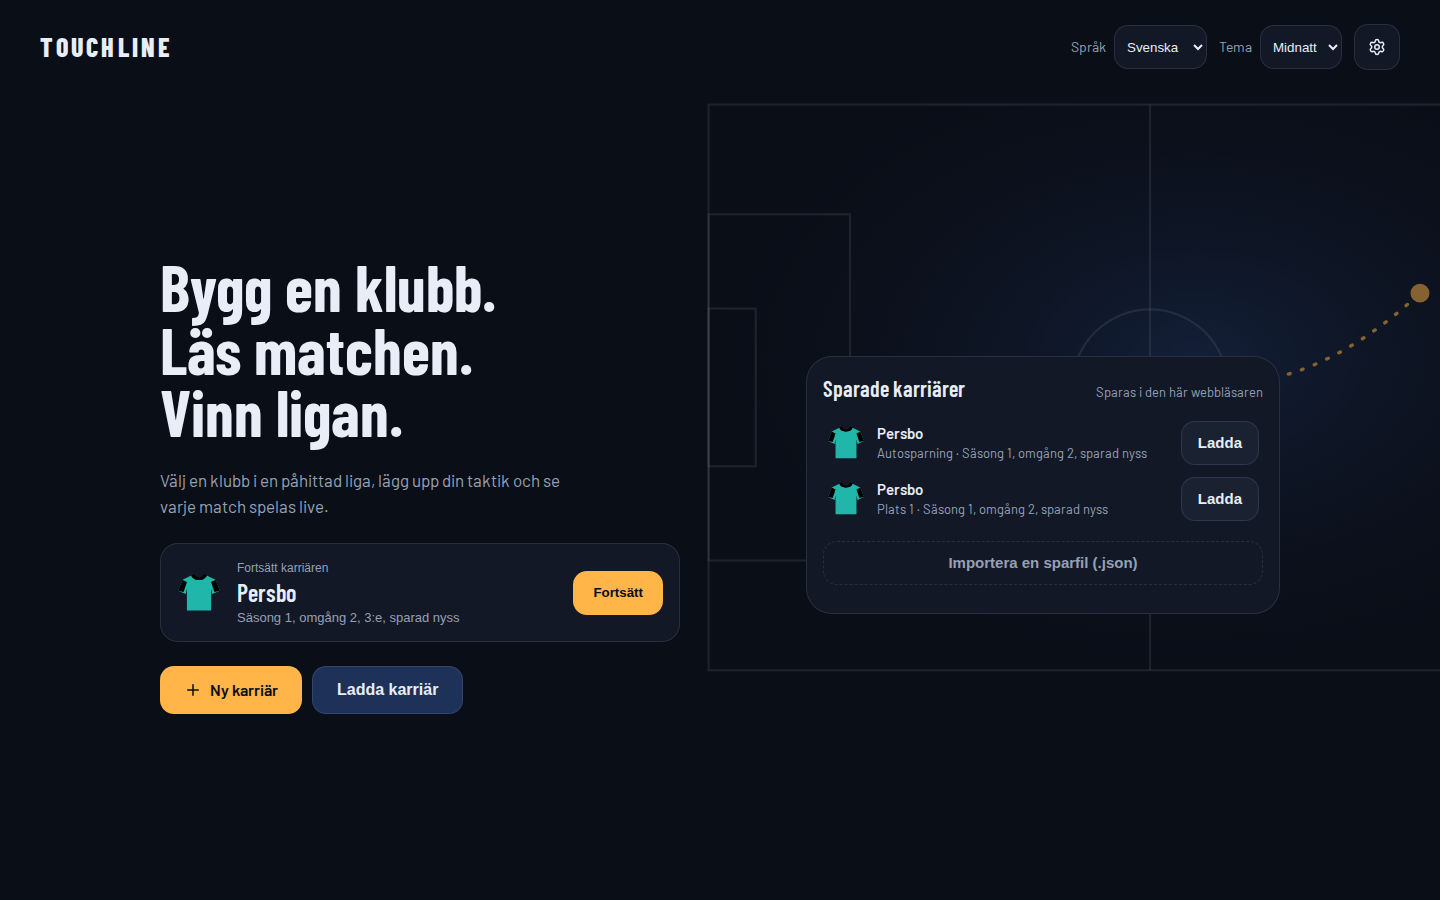 TOUCHLINE
Språk
Svenska
Tema
Midnatt
Bygg en klubb.
Läs matchen.
Vinn ligan.
Välj en klubb i en påhittad liga, lägg upp din taktik och se
varje match spelas live.
Fortsätt karriären
Persbo
Säsong 1, omgång 2, 3:e, sparad nyss
Fortsätt
Ny karriär
Ladda karriär
Sparade karriärer
Sparas i den här webbläsaren
Persbo
Autosparning · Säsong 1, omgång 2, sparad nyss
Ladda
Persbo
Plats 1 · Säsong 1, omgång 2, sparad nyss
Ladda
Importera en sparfil (.json)